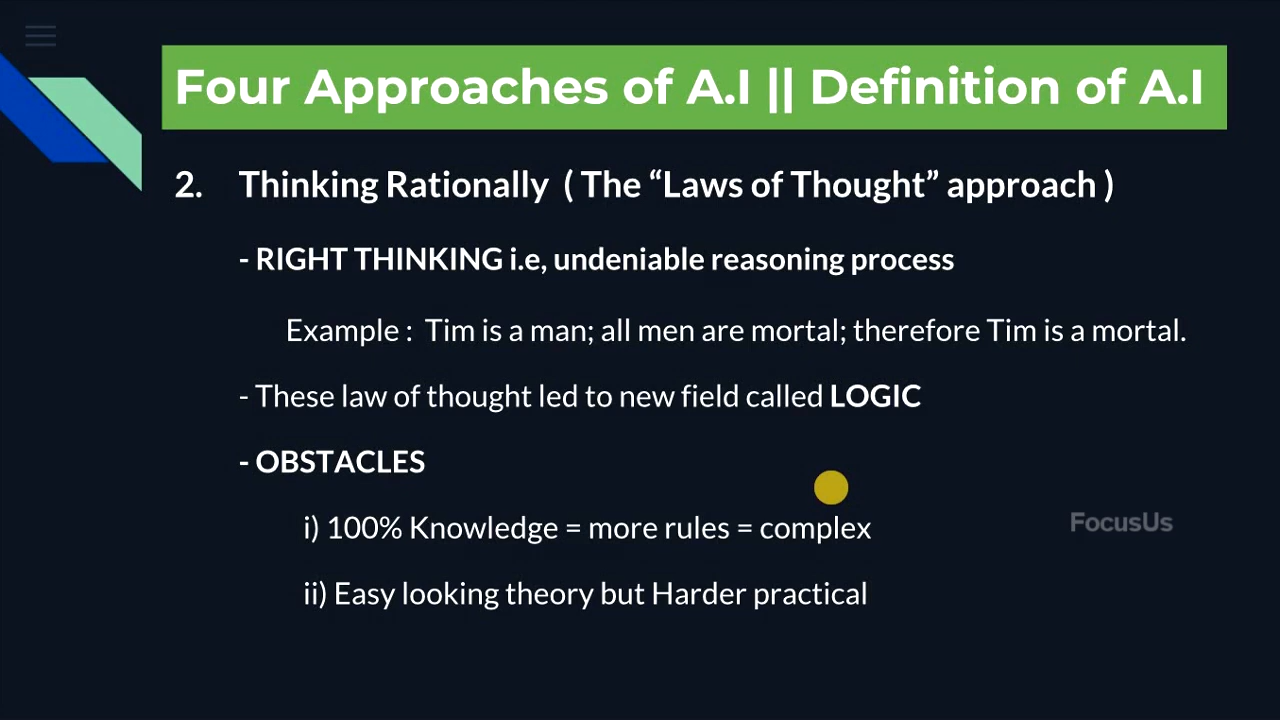 Four Approaches of A.I || Definition of A.I
2. Thinking Rationally ( The “Laws of Thought” approach )
- RIGHT THINKING i.e, undeniable reasoning process
Example : Tim is a man; all men are mortal; therefore Tim is a mortal.
- These law of thought led to new field called LOGIC
- OBSTACLES
i) 100% Knowledge = more rules = complex
FocusUs
ii) Easy looking theory but Harder practical